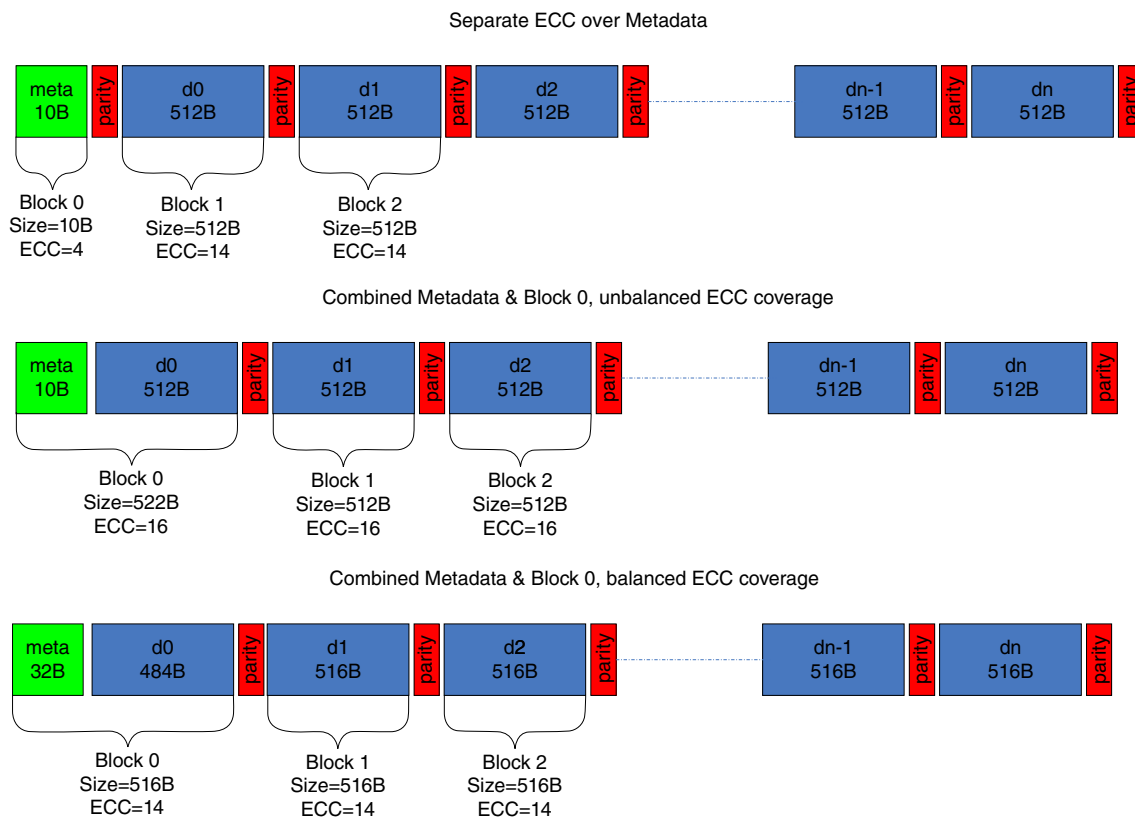 Separate ECC over Metadata
meta
10B
parity
d0
512B
parity
d1
512B
parity
d2
512B
parity
dn-1
512B
parity
dn
512B
parity
Block 0
Size=10B
ECC=4
Block 1
Size=512B
ECC=14
Block 2
Size=512B
ECC=14
Combined Metadata & Block 0, unbalanced ECC coverage
meta
10B
d0
512B
parity
d1
512B
parity
d2
512B
parity
dn-1
512B
parity
dn
512B
parity
Block 0
Size=522B
ECC=16
Block 1
Size=512B
ECC=16
Block 2
Size=512B
ECC=16
Combined Metadata & Block 0, balanced ECC coverage
meta
32B
d0
484B
parity
d1
516B
parity
d2
516B
parity
dn-1
516B
parity
dn
516B
parity
Block 0
Size=516B
ECC=14
Block 1
Size=516B
ECC=14
Block 2
Size=516B
ECC=14